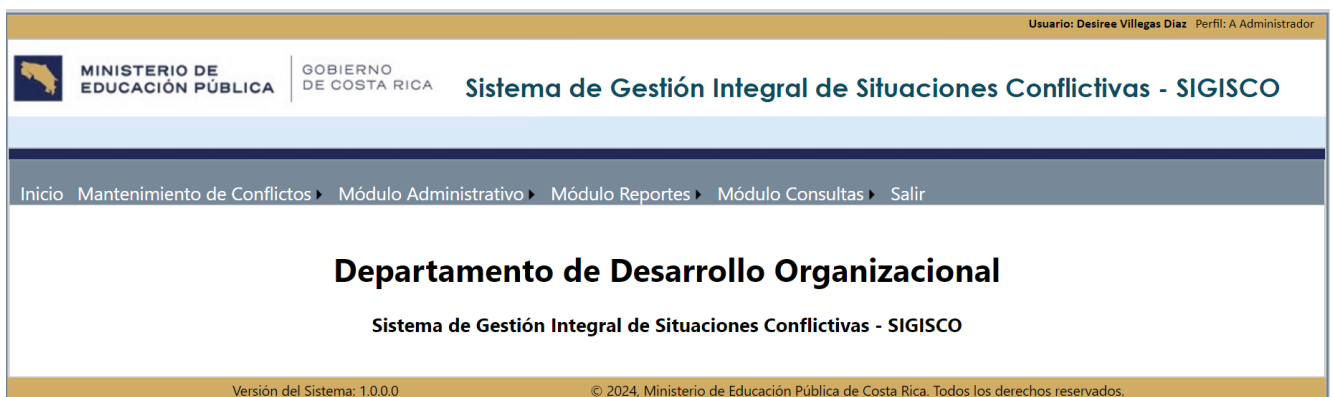 Usuario: Desiree Villegas Diaz Perfil: A Administrador
MINISTERIO DE
EDUCACIÓN PÚBLICA
GOBIERNO
DE COSTA RICA
Sistema de Gestión Integral de Situaciones Conflictivas - SIGISCO
Inicio Mantenimiento de Conflictos Módulo Administrativo Módulo Reportes Módulo Consultas Salir
Departamento de Desarrollo Organizacional
Sistema de Gestión Integral de Situaciones Conflictivas - SIGISCO
Versión del Sistema: 1.0.0.0 © 2024, Ministerio de Educación Pública de Costa Rica. Todos los derechos reservados.